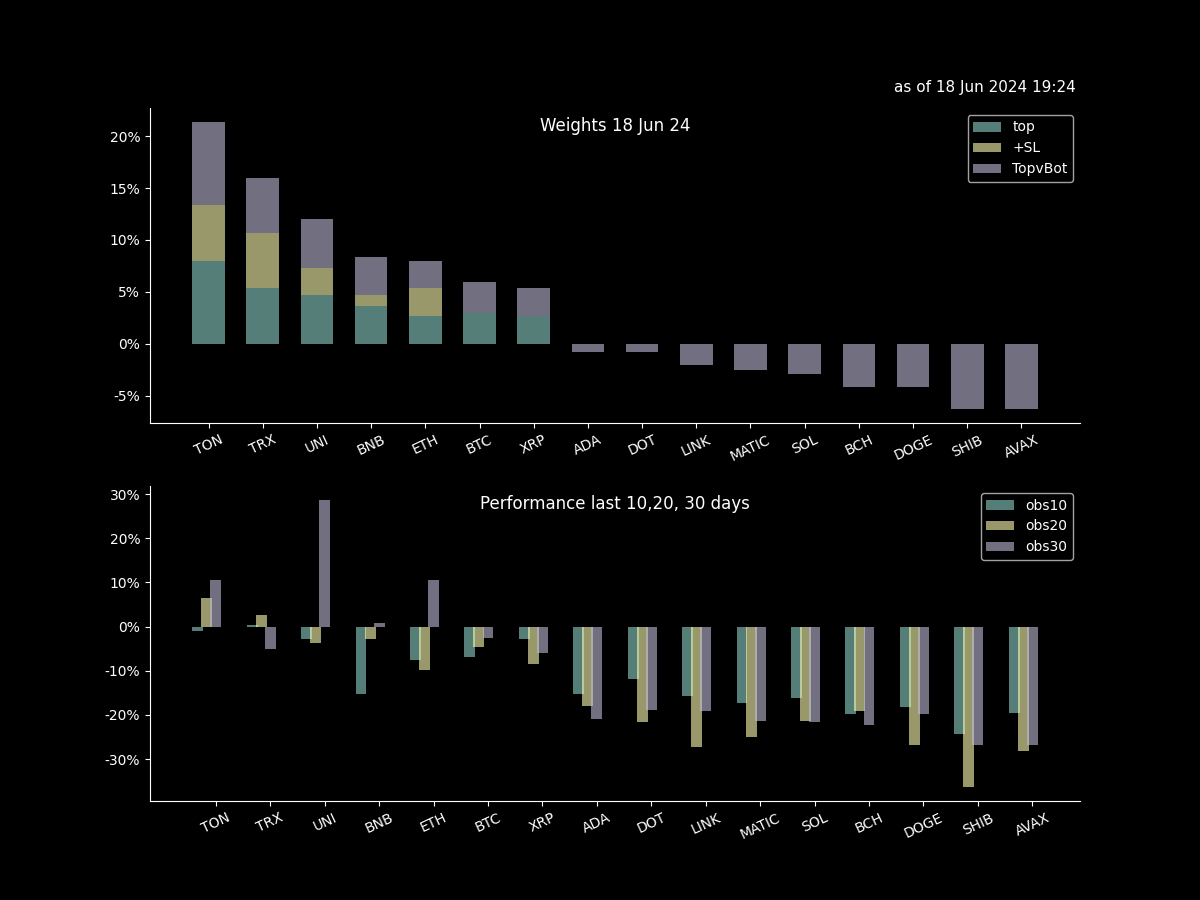 as of 18 Jun 2024 19:24
Weights 18 Jun 24
top
+SL
TopvBot
20%
15%
10%
5%
0%
-5%
TON TRX UNI BNB ETH BTC XRP ADA DOT LINK MATIC SOL BCH DOGE SHIB AVAX
Performance last 10,20, 30 days
obs10
obs20
obs30
30%
20%
10%
0%
-10%
-20%
-30%
TON TRX UNI BNB ETH BTC XRP ADA DOT LINK MATIC SOL BCH DOGE SHIB AVAX